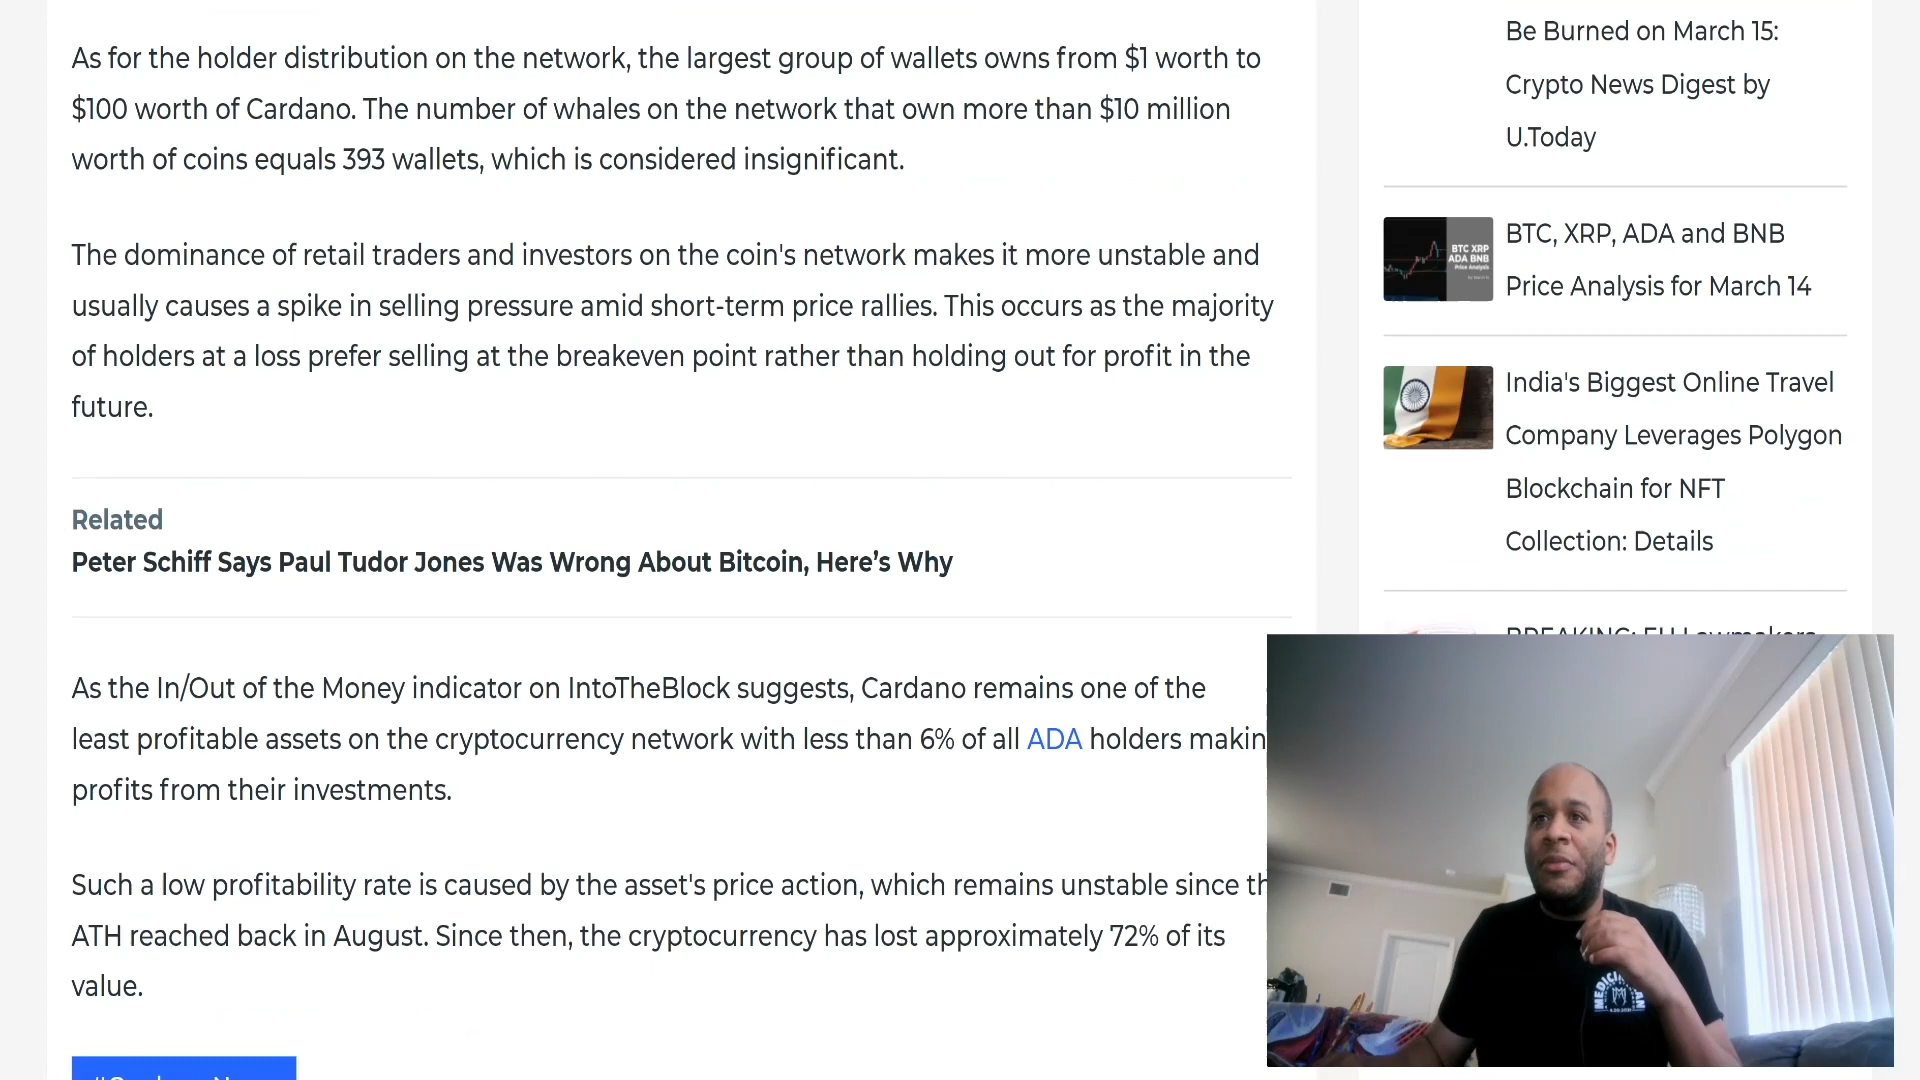 As for the holder distribution on the network, the largest group of wallets owns from $1 worth to
$100 worth of Cardano. The number of whales on the network that own more than $10 million
worth of coins equals 393 wallets, which is considered insignificant.
The dominance of retail traders and investors on the coin's network makes it more unstable and
usually causes a spike in selling pressure amid short-term price rallies. This occurs as the majority
of holders at a loss prefer selling at the breakeven point rather than holding out for profit in the
future.
Related
Peter Schiff Says Paul Tudor Jones Was Wrong About Bitcoin, Here’s Why
As the In/Out of the Money indicator on IntoTheBlock suggests, Cardano remains one of the
least profitable assets on the cryptocurrency network with less than 6% of all ADA holders makin
profits from their investments.
Such a low profitability rate is caused by the asset's price action, which remains unstable since th
ATH reached back in August. Since then, the cryptocurrency has lost approximately 72% of its
value.
Be Burned on March 15:
Crypto News Digest by
U.Today
BTC XRP
ADA BNB
Price Analysis
BTC, XRP, ADA and BNB
Price Analysis for March 14
India's Biggest Online Travel
Company Leverages Polygon
Blockchain for NFT
Collection: Details
BREAKING: EU Lawmakers